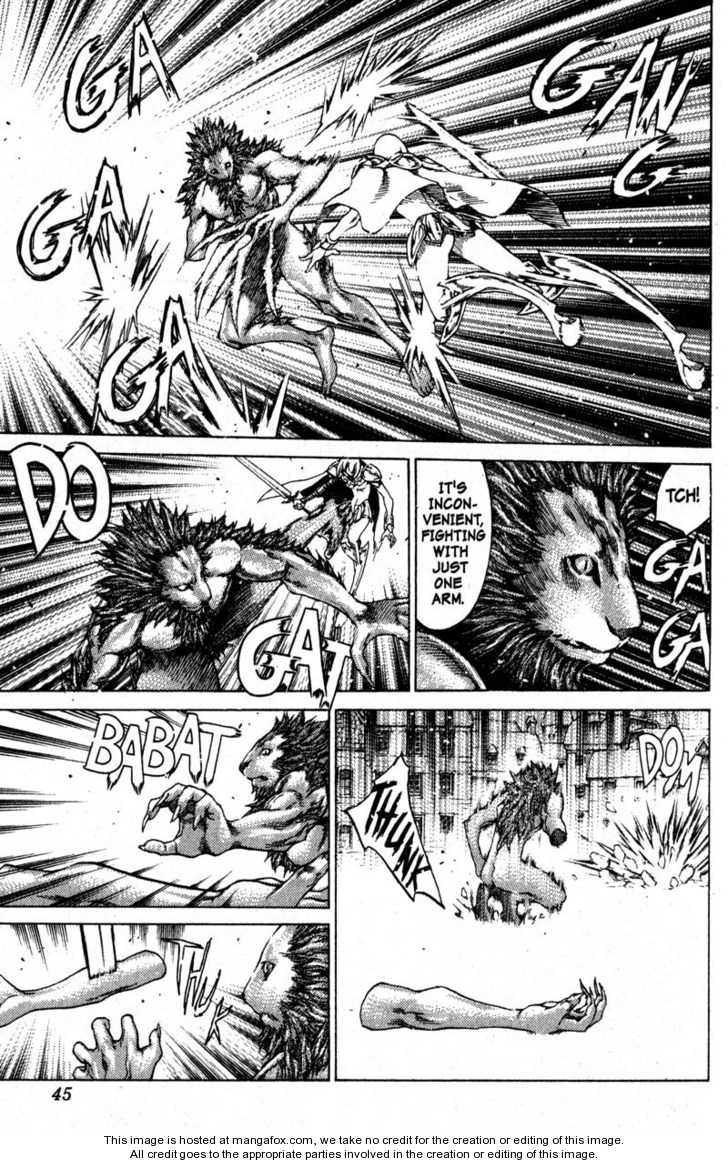 GA
GANG
GA
GA
TCH!
IT'S
INCON-
VENIENT,
FIGHTING
WITH
JUST
ONE
ARM.
GA
GA
DO
GAT
DOM
THUNK
BABAT
THUK
45
This image is hosted at mangafox.com, we take no credit for the creation or editing of this image.
All credit goes to the appropriate parties involved in the creation or editing of this image.